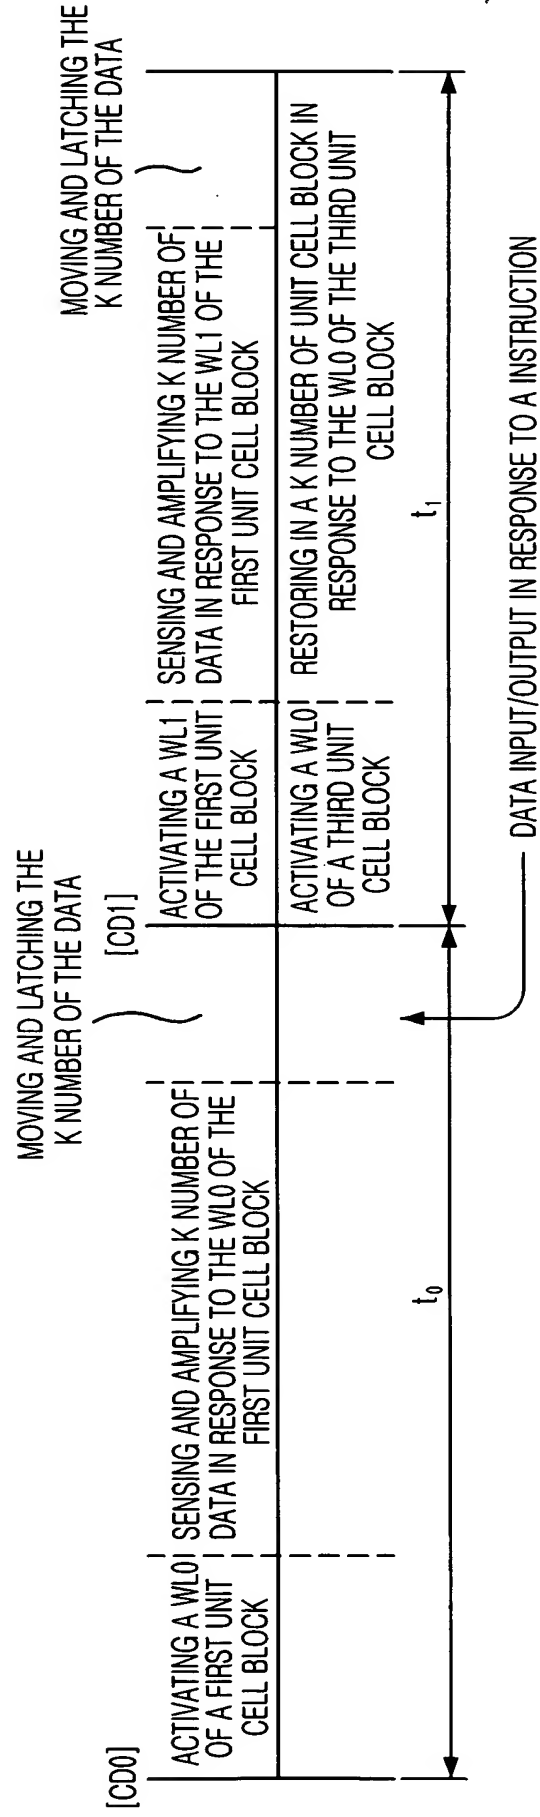 [CD0]
ACTIVATING A WL0
OF A FIRST UNIT
CELL BLOCK
SENSING AND AMPLIFYING K NUMBER OF
DATA IN RESPONSE TO THE WL0 OF THE
FIRST UNIT CELL BLOCK
MOVING AND LATCHING THE
K NUMBER OF THE DATA
[CD1]
ACTIVATING A WL1
OF THE FIRST UNIT
CELL BLOCK
SENSING AND AMPLIFYING K NUMBER OF
DATA IN RESPONSE TO THE WL1 OF THE
FIRST UNIT CELL BLOCK
MOVING AND LATCHING THE
K NUMBER OF THE DATA
ACTIVATING A WL0
OF A THIRD UNIT
CELL BLOCK
RESTORING IN A K NUMBER OF UNIT CELL BLOCK IN
RESPONSE TO THE WL0 OF THE THIRD UNIT
CELL BLOCK
t0
t1
DATA INPUT/OUTPUT IN RESPONSE TO A INSTRUCTION